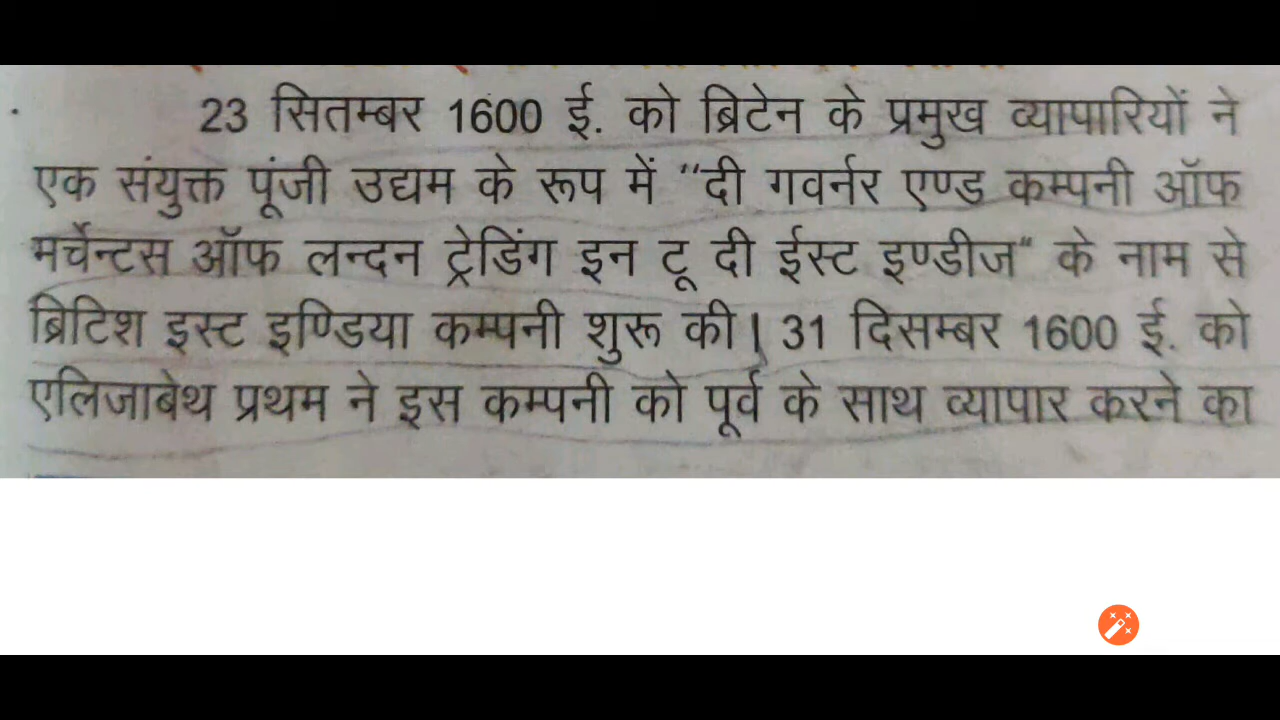 23 सितम्बर 1600 ई. को ब्रिटेन के प्रमुख व्यापारियों ने
एक संयुक्त पूंजी उद्यम के रूप में "दी गवर्नर एण्ड कम्पनी ऑफ
मर्चेन्टस ऑफ लन्दन ट्रेडिंग इन टू दी ईस्ट इण्डीज" के नाम से
ब्रिटिश इस्ट इण्डिया कम्पनी शुरू की। 31 दिसम्बर 1600 ई. को
एलिजाबेथ प्रथम ने इस कम्पनी को पूर्व के साथ व्यापार करने का